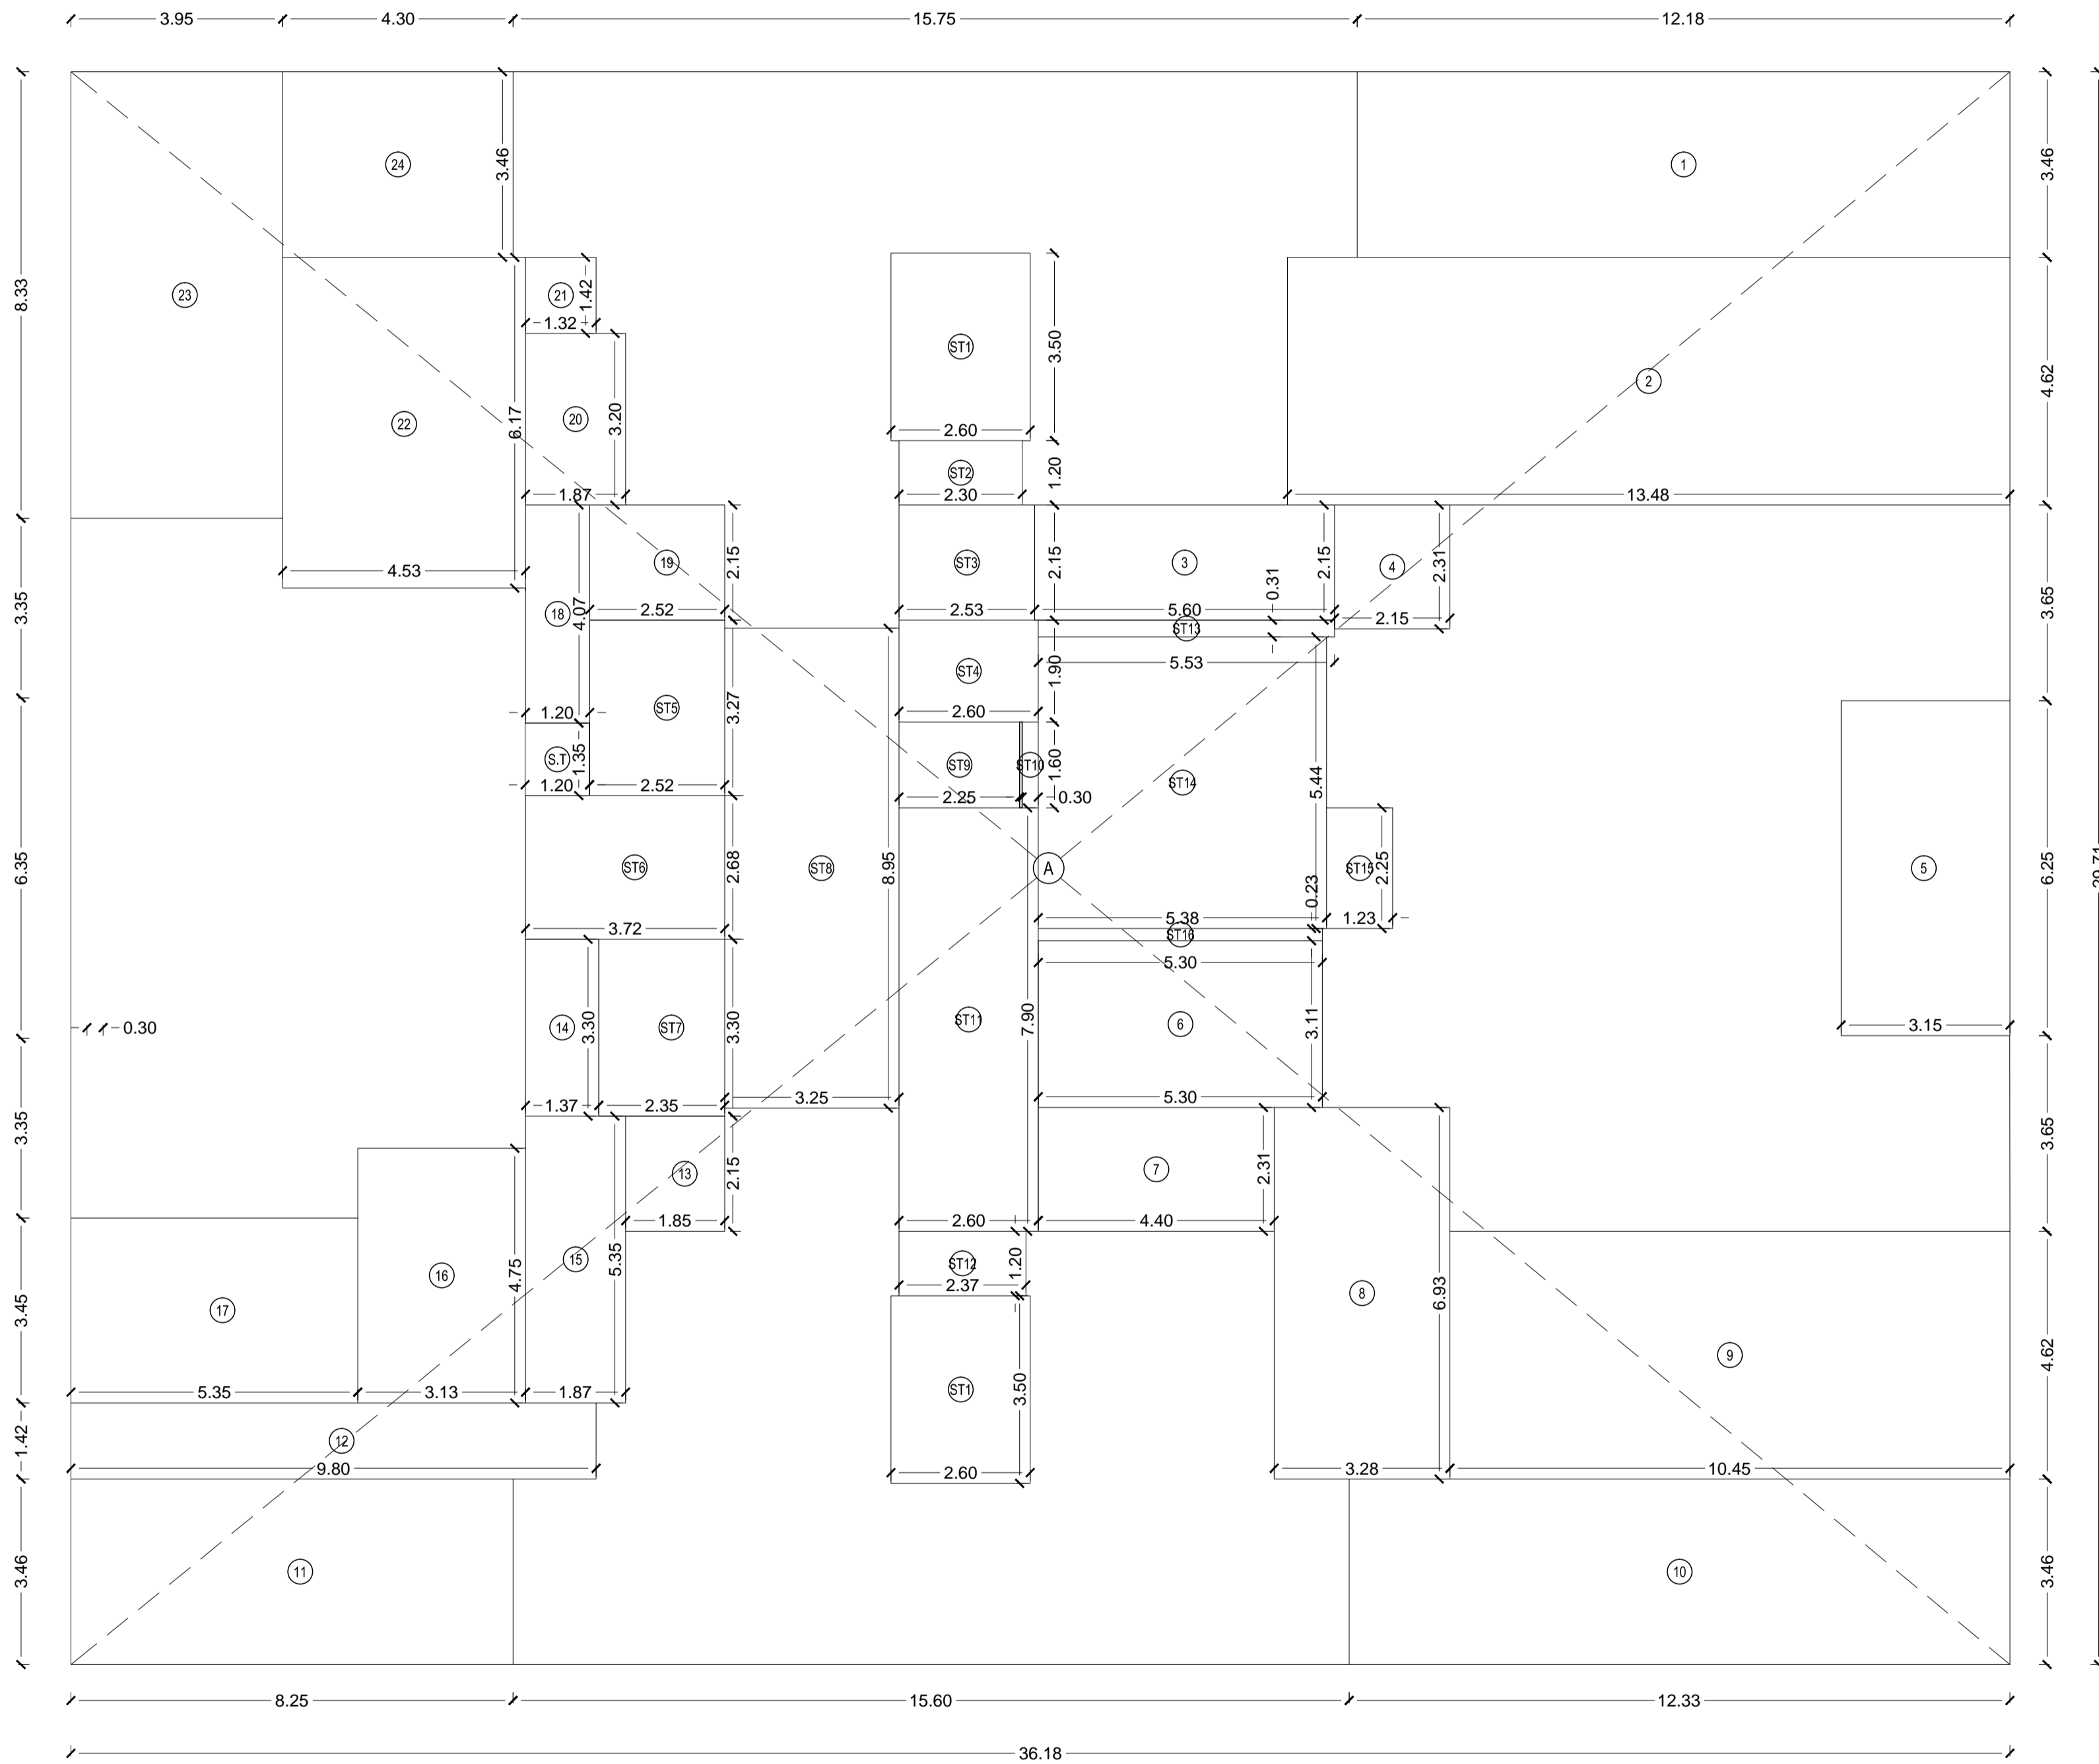 3.95 4.30 15.75 12.18
24 3.46 1 3.46
8.33 23 21 1.42 1.32
ST1 3.50 2.60
22 6.17 20 3.20 2 4.62
ST2 1.20 2.30
1.87 13.48
4.53 19 2.15 2.52
ST3 2.15 2.53
3 0.31 2.15 5.60
4 2.31 2.15 3.65
3.35 18 4.07 1.20
ST13 5.53
ST4 1.90 2.60
ST5 3.27 2.52
S.T 1.35 1.20
ST9 ST10 1.60 2.25 0.30
ST14 5.44 5.38
6.35 ST6 2.68 3.72
ST8 8.95 3.25
A
ST15 2.25 1.23
5 6.25 3.15
29.71
0.23 ST16 5.30
0.30
14 3.30 1.37
ST7 3.30 2.35
ST11 7.90 2.60
6 3.11 5.30
3.35 3.65
13 2.15 1.85
7 2.31 4.40
17 3.45 5.35
16 4.75 3.13
15 5.35 1.87
ST12 1.20 2.37
8 6.93 3.28
9 4.62 10.45
ST1 3.50 2.60
1.42 12 9.80
3.46 11 10 3.46
8.25 15.60 12.33
36.18